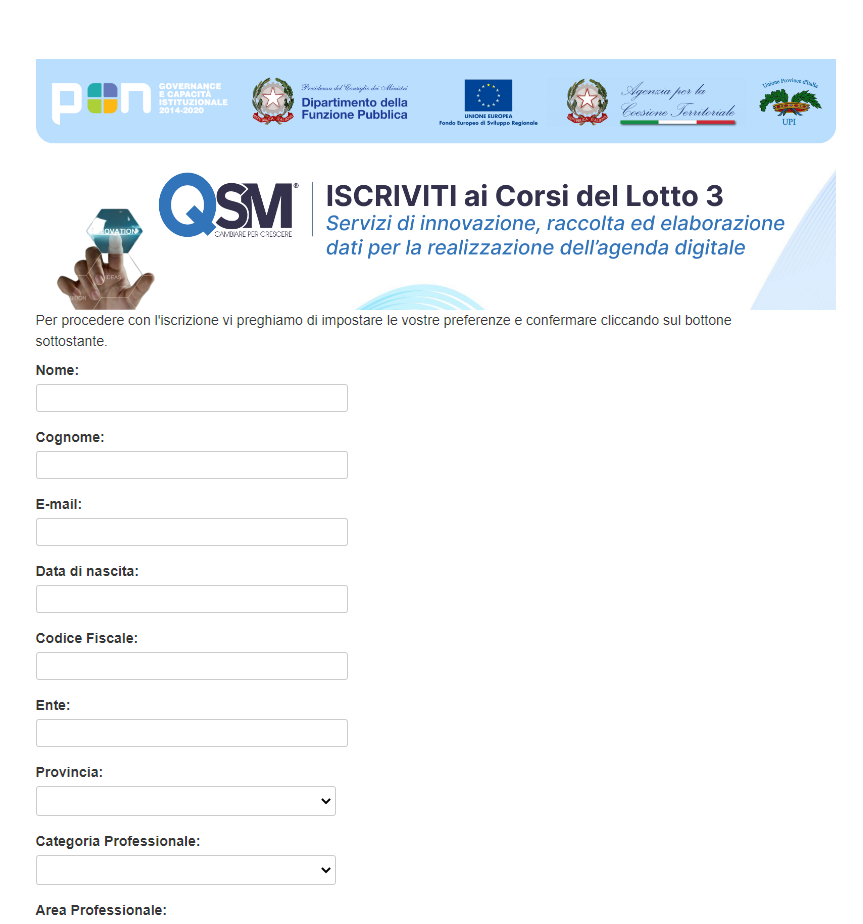 pon
GOVERNANCE
E CAPACITÀ
ISTITUZIONALE
2014-2020
Presidenza del Consiglio dei Ministri
Dipartimento della
Funzione Pubblica
UNIONE EUROPEA
Fondo Europeo di Sviluppo Regionale
Agenzia per la
Coesione Territoriale
Unione Province d'Italia
UPI
INNOVATION
IDEAS
QSM®
CAMBIARE PER CRESCERE
ISCRIVITI ai Corsi del Lotto 3
Servizi di innovazione, raccolta ed elaborazione
dati per la realizzazione dell'agenda digitale
Per procedere con l'iscrizione vi preghiamo di impostare le vostre preferenze e confermare cliccando sul bottone
sottostante.
Nome:
Cognome:
E-mail:
Data di nascita:
Codice Fiscale:
Ente:
Provincia:
Categoria Professionale:
Area Professionale: